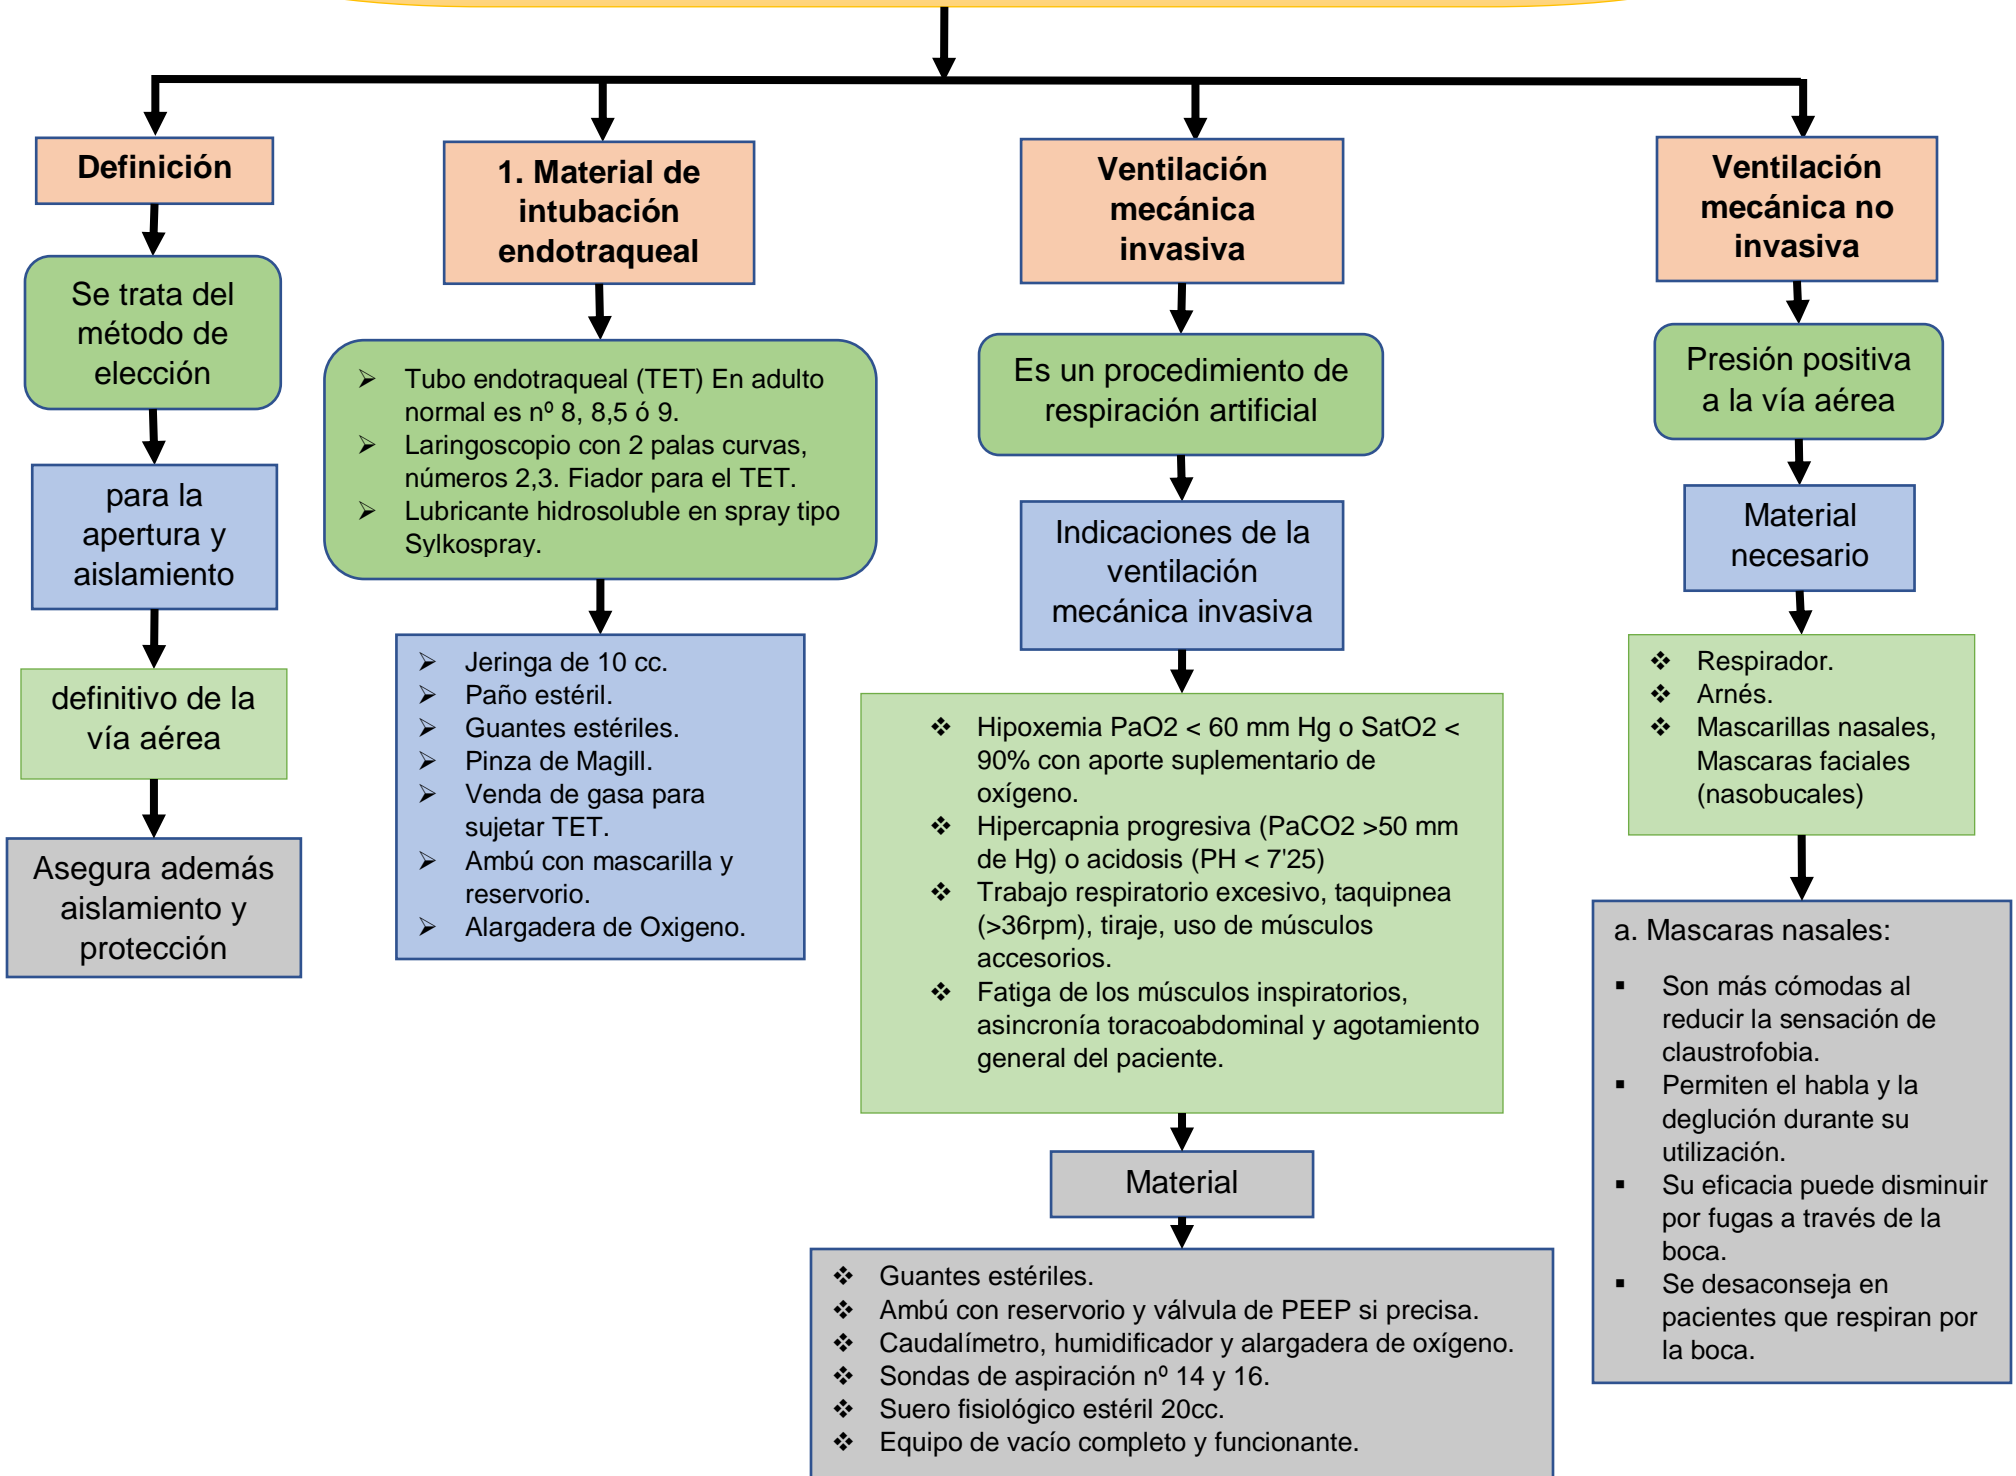 Definición
Se trata del
método de
elección
para la
apertura y
aislamiento
definitivo de la
vía aérea
Asegura además
aislamiento y
protección
1. Material de
intubación
endotraqueal
➢ Tubo endotraqueal (TET) En adulto
normal es nº 8, 8,5 ó 9.
➢ Laringoscopio con 2 palas curvas,
números 2,3. Fiador para el TET.
➢ Lubricante hidrosoluble en spray tipo
Sylkospray.
➢ Jeringa de 10 cc.
➢ Paño estéril.
➢ Guantes estériles.
➢ Pinza de Magill.
➢ Venda de gasa para
sujetar TET.
➢ Ambú con mascarilla y
reservorio.
➢ Alargadera de Oxigeno.
Ventilación
mecánica
invasiva
Es un procedimiento de
respiración artificial
Indicaciones de la
ventilación
mecánica invasiva
❖ Hipoxemia PaO2 < 60 mm Hg o SatO2 <
90% con aporte suplementario de
oxígeno.
❖ Hipercapnia progresiva (PaCO2 >50 mm
de Hg) o acidosis (PH < 7'25)
❖ Trabajo respiratorio excesivo, taquipnea
(>36rpm), tiraje, uso de músculos
accesorios.
❖ Fatiga de los músculos inspiratorios,
asincronía toracoabdominal y agotamiento
general del paciente.
Material
❖ Guantes estériles.
❖ Ambú con reservorio y válvula de PEEP si precisa.
❖ Caudalímetro, humidificador y alargadera de oxígeno.
❖ Sondas de aspiración nº 14 y 16.
❖ Suero fisiológico estéril 20cc.
❖ Equipo de vacío completo y funcionante.
Ventilación
mecánica no
invasiva
Presión positiva
a la vía aérea
Material
necesario
❖ Respirador.
❖ Arnés.
❖ Mascarillas nasales,
Mascaras faciales
(nasobucales)
a. Mascaras nasales:
▪ Son más cómodas al
reducir la sensación de
claustrofobia.
▪ Permiten el habla y la
deglución durante su
utilización.
▪ Su eficacia puede disminuir
por fugas a través de la
boca.
▪ Se desaconseja en
pacientes que respiran por
la boca.